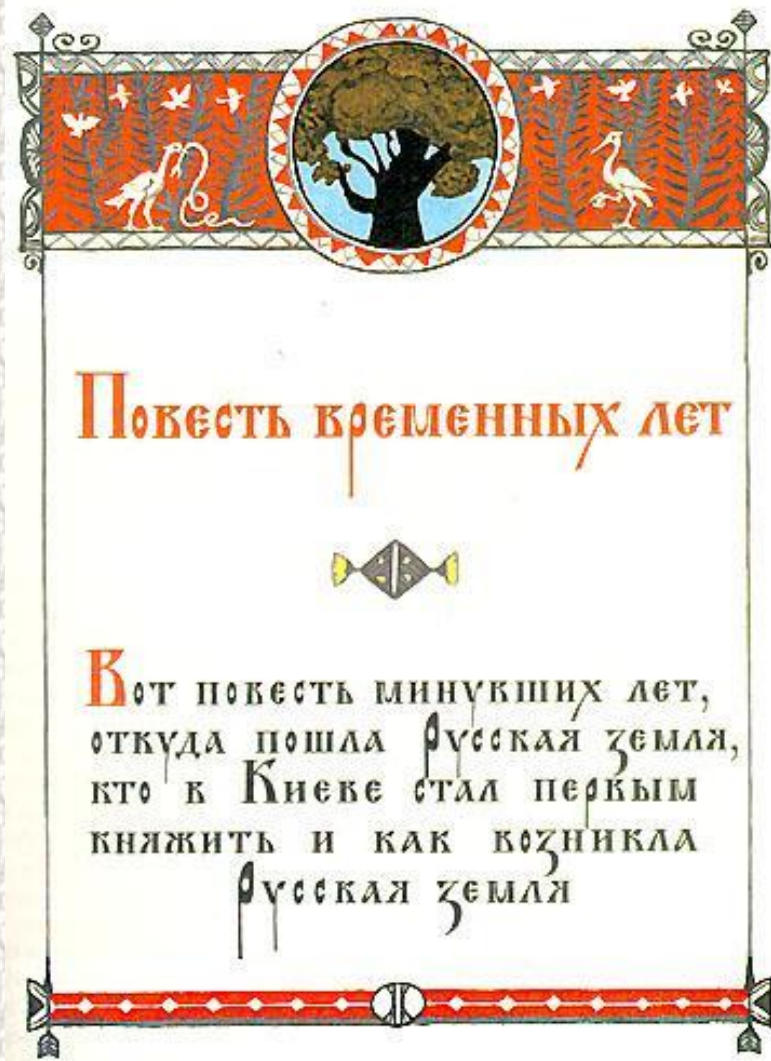 Повесть временных лет
Вот повесть минувших лет,
откуда пошла Русская земля,
кто в Киеве стал первым
княжить и как возникла
Русская земля